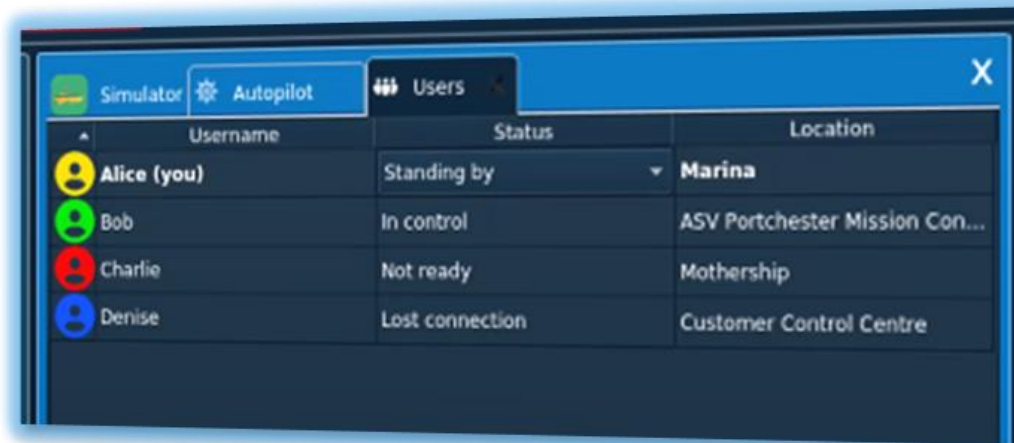 Simulator Autopilot Users X
Username Status Location
Alice (you) Standing by Marina
Bob In control ASV Portchester Mission Con...
Charlie Not ready Mothership
Denise Lost connection Customer Control Centre